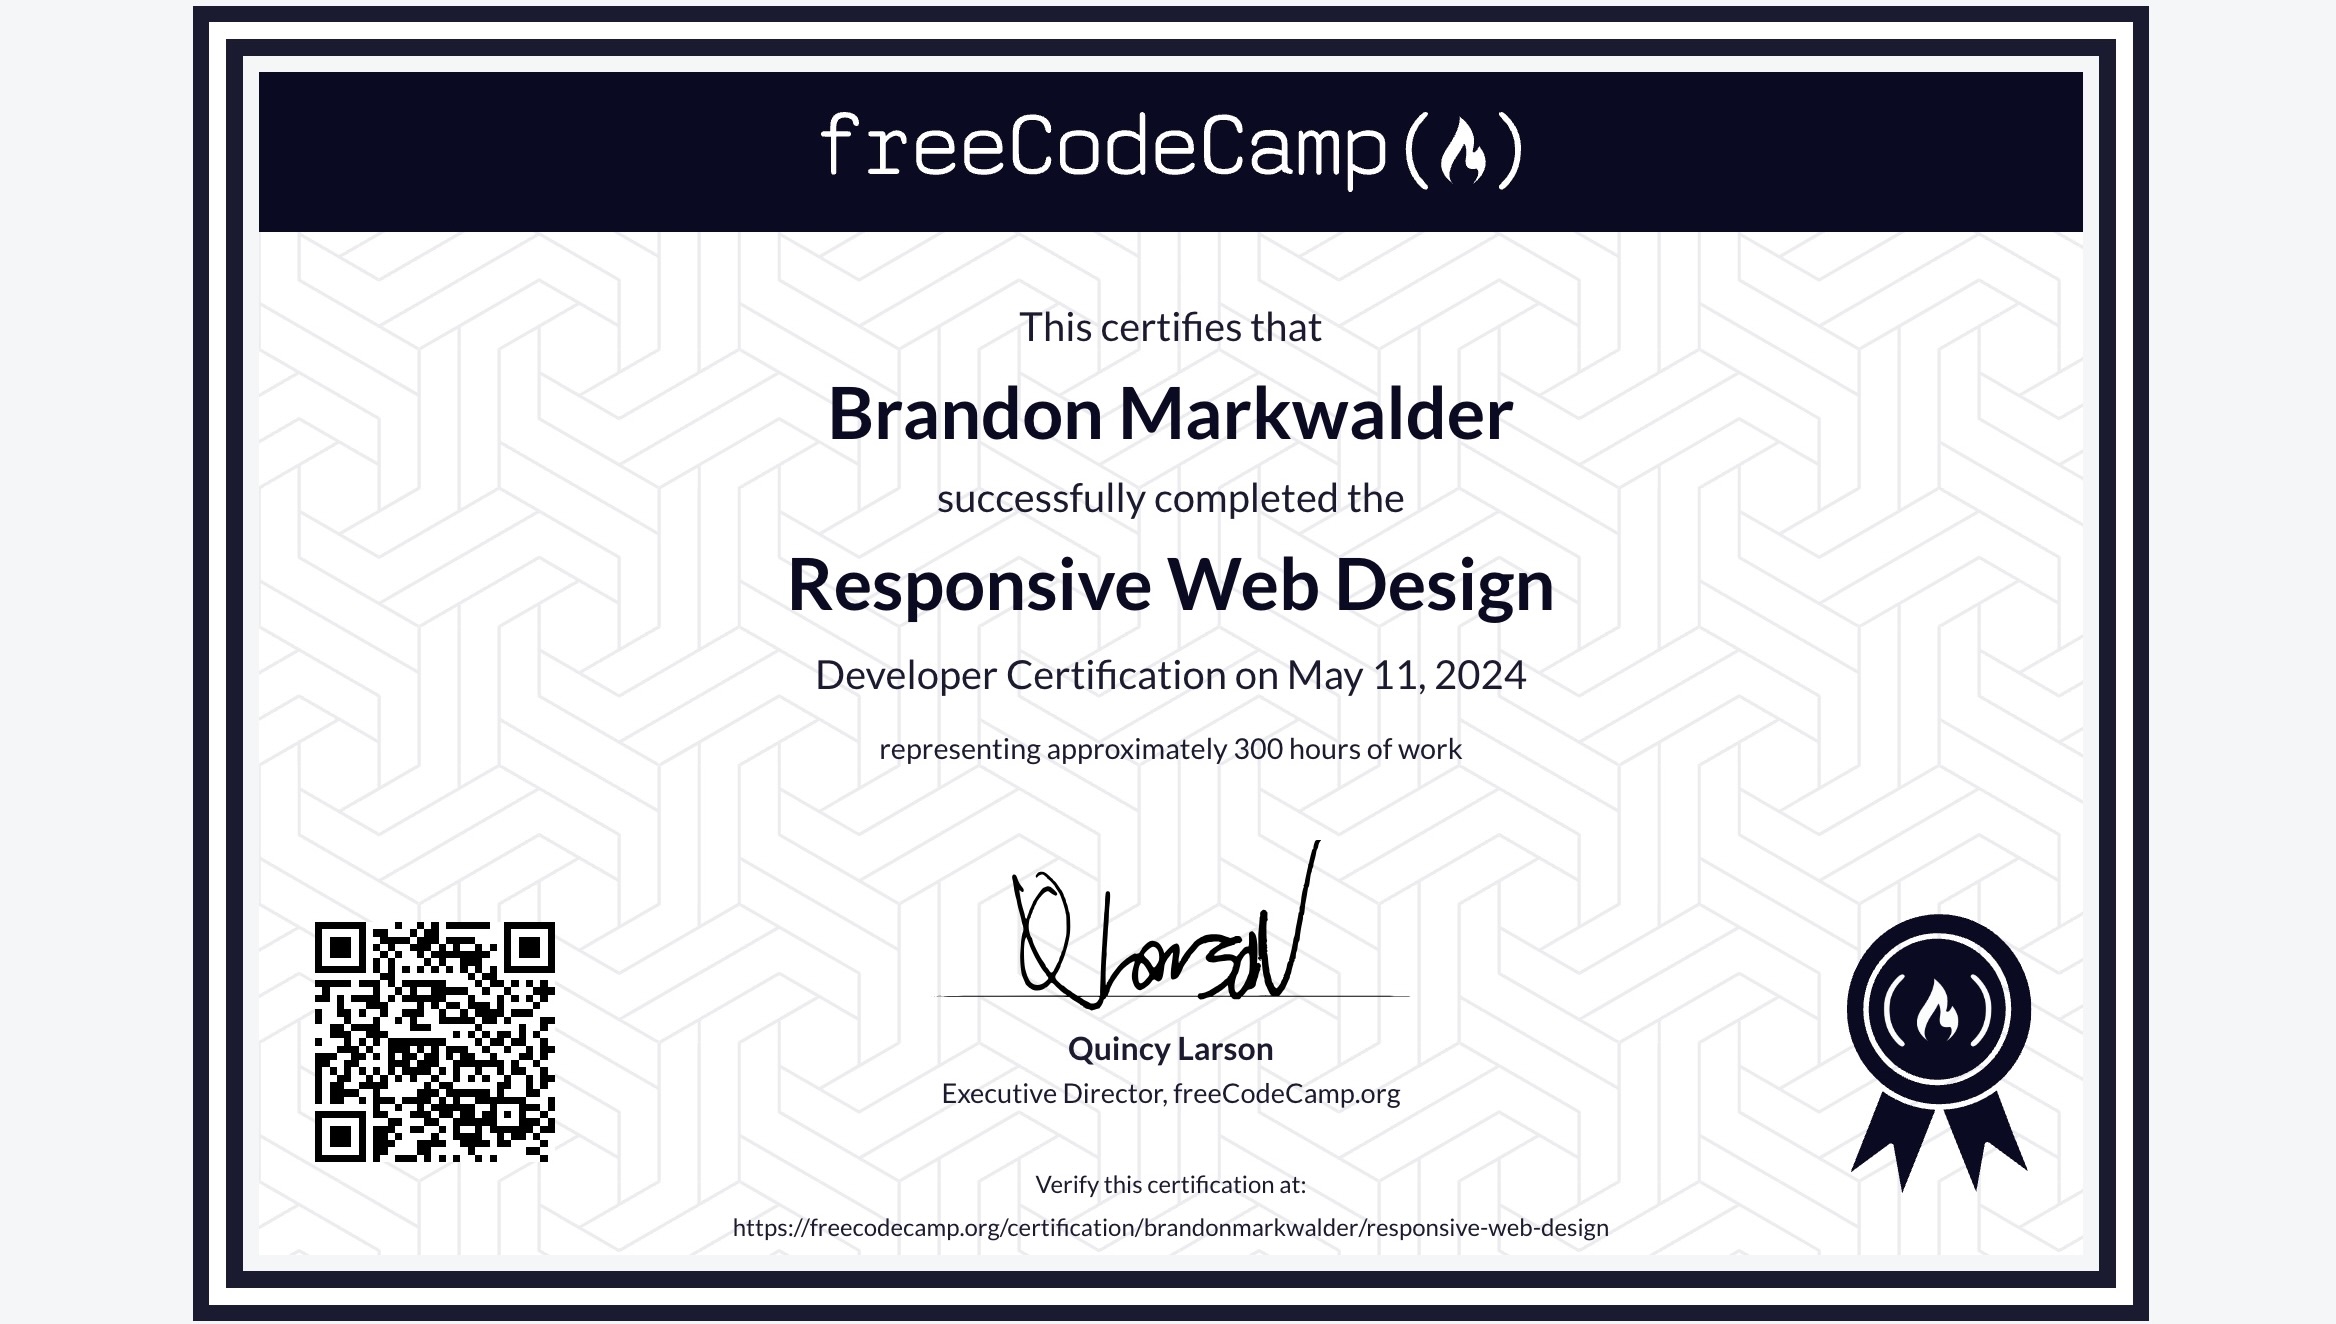 freeCodeCamp(🔥)
This certifies that
Brandon Markwalder
successfully completed the
Responsive Web Design
Developer Certification on May 11, 2024
representing approximately 300 hours of work
Quincy Larson
Executive Director, freeCodeCamp.org
Verify this certification at:
https://freecodecamp.org/certification/brandonmarkwalder/responsive-web-design